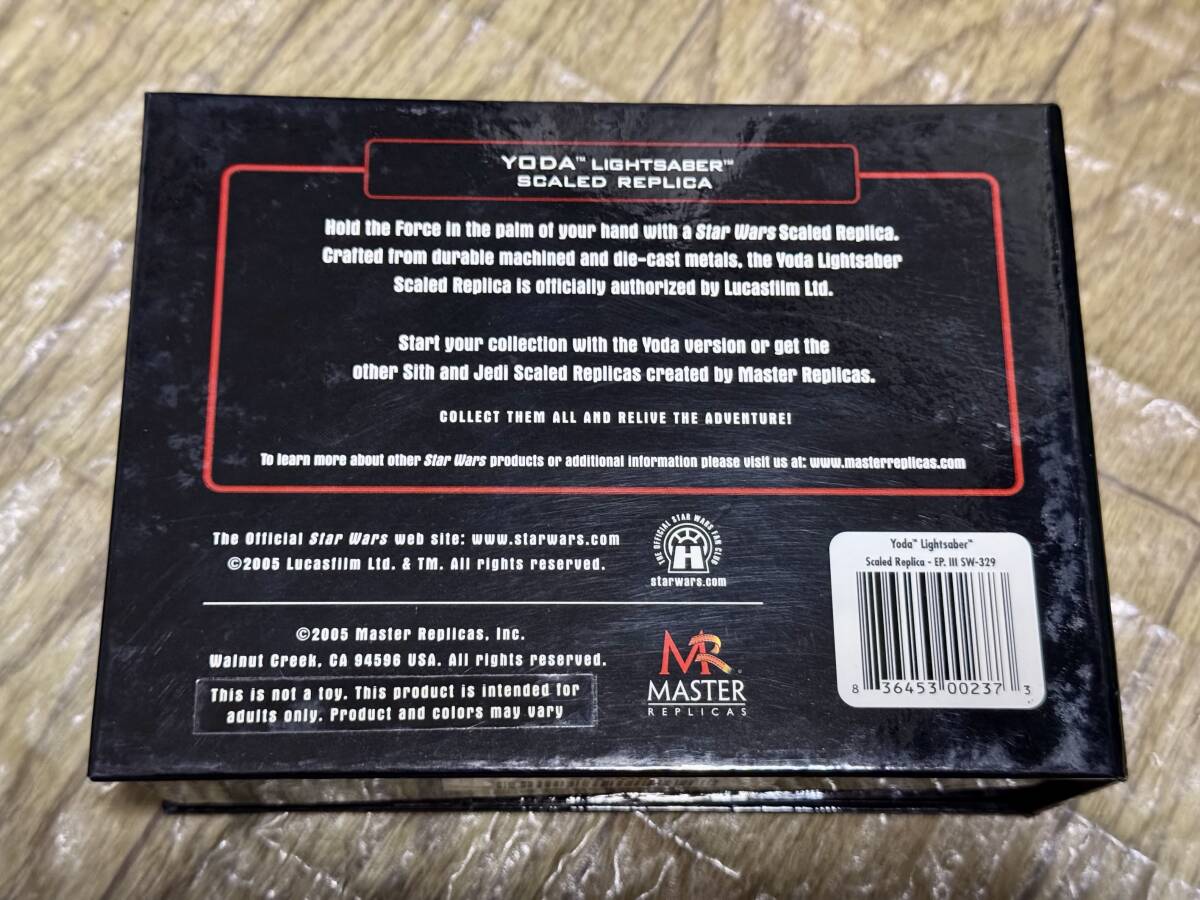 YODA™ LIGHTSABER™
SCALED REPLICA
Hold the Force in the palm of your hand with a Star Wars Scaled Replica.
Crafted from durable machined and die-cast metals, the Yoda Lightsaber
Scaled Replica is officially authorized by Lucasfilm Ltd.
Start your collection with the Yoda version or get the
other Sith and Jedi Scaled Replicas created by Master Replicas.
COLLECT THEM ALL AND RELIVE THE ADVENTURE!
To learn more about other Star Wars products or additional information please visit us at: www.masterreplicas.com
The Official Star Wars web site: www.starwars.com
©2005 Lucasfilm Ltd. & TM. All rights reserved.
THE OFFICIAL STAR WARS FAN CLUB
starwars.com
©2005 Master Replicas, Inc.
Walnut Creek, CA 94596 USA. All rights reserved.
This is not a toy. This product is intended for
adults only. Product and colors may vary
MR
MASTER
REPLICAS
Yoda™ Lightsaber™
Scaled Replica - EP. III SW-329
8 36453 00237 3